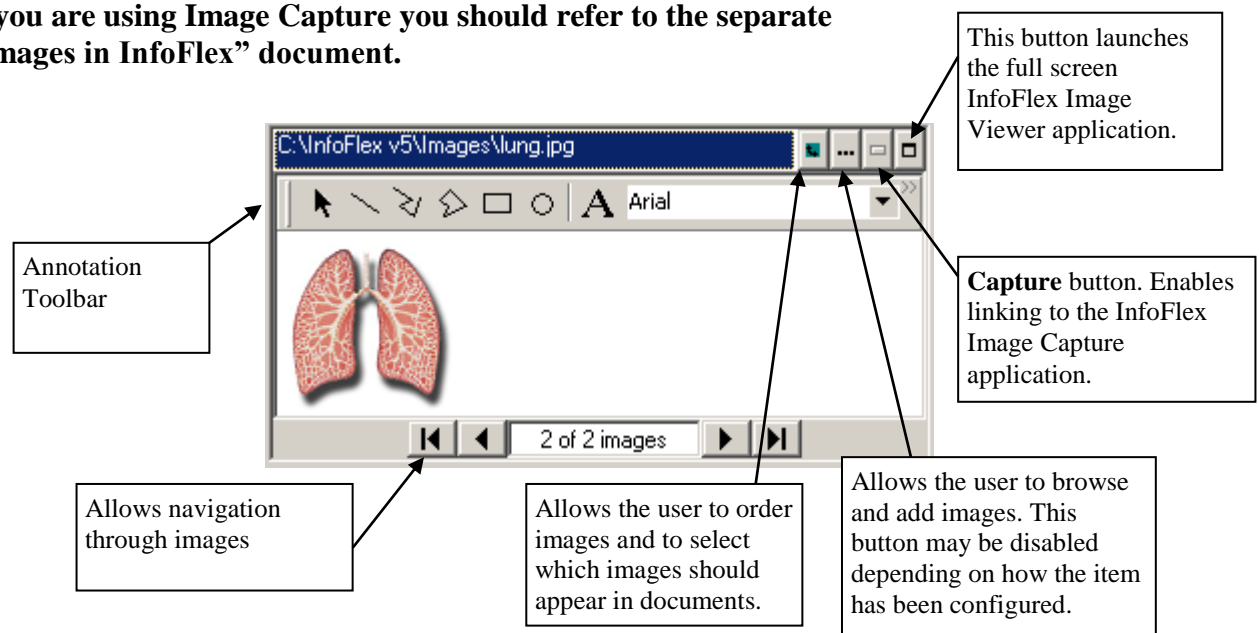 you are using Image Capture you should refer to the separate
mages in InfoFlex” document.
This button launches
the full screen
InfoFlex Image
Viewer application.
C:\InfoFlex v5\Images\lung.jpg
...
A Arial
Annotation
Toolbar
Capture button. Enables
linking to the InfoFlex
Image Capture
application.
2 of 2 images
Allows navigation
through images
Allows the user to order
images and to select
which images should
appear in documents.
Allows the user to browse
and add images. This
button may be disabled
depending on how the item
has been configured.